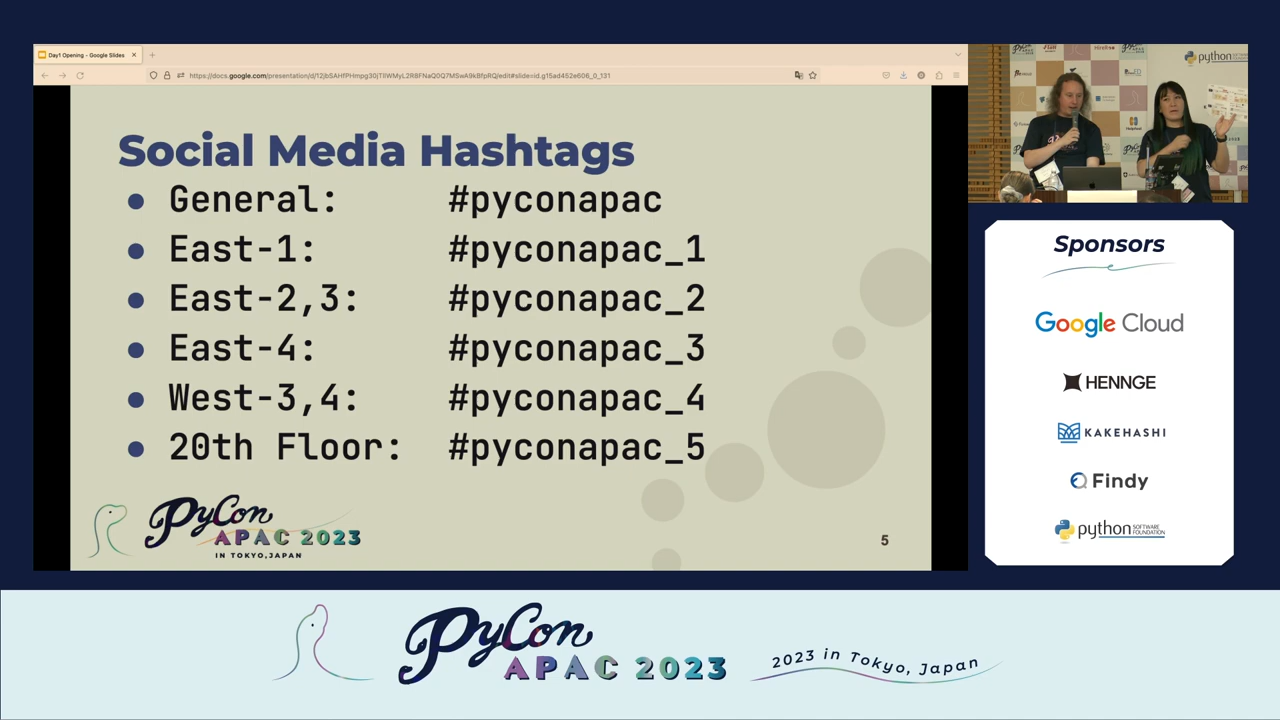 Day1 Opening - Google Slides
Social Media Hashtags
General: #pyconapac
East-1: #pyconapac_1
East-2,3: #pyconapac_2
East-4: #pyconapac_3
West-3,4: #pyconapac_4
20th Floor: #pyconapac_5
PyCon
APAC 2023
IN TOKYO,JAPAN
5
python
Sponsors
Google Cloud
HENNGE
KAKEHASHI
Findy
python SOFTWARE FOUNDATION
PyCon
APAC 2023
2023 in Tokyo, Japan